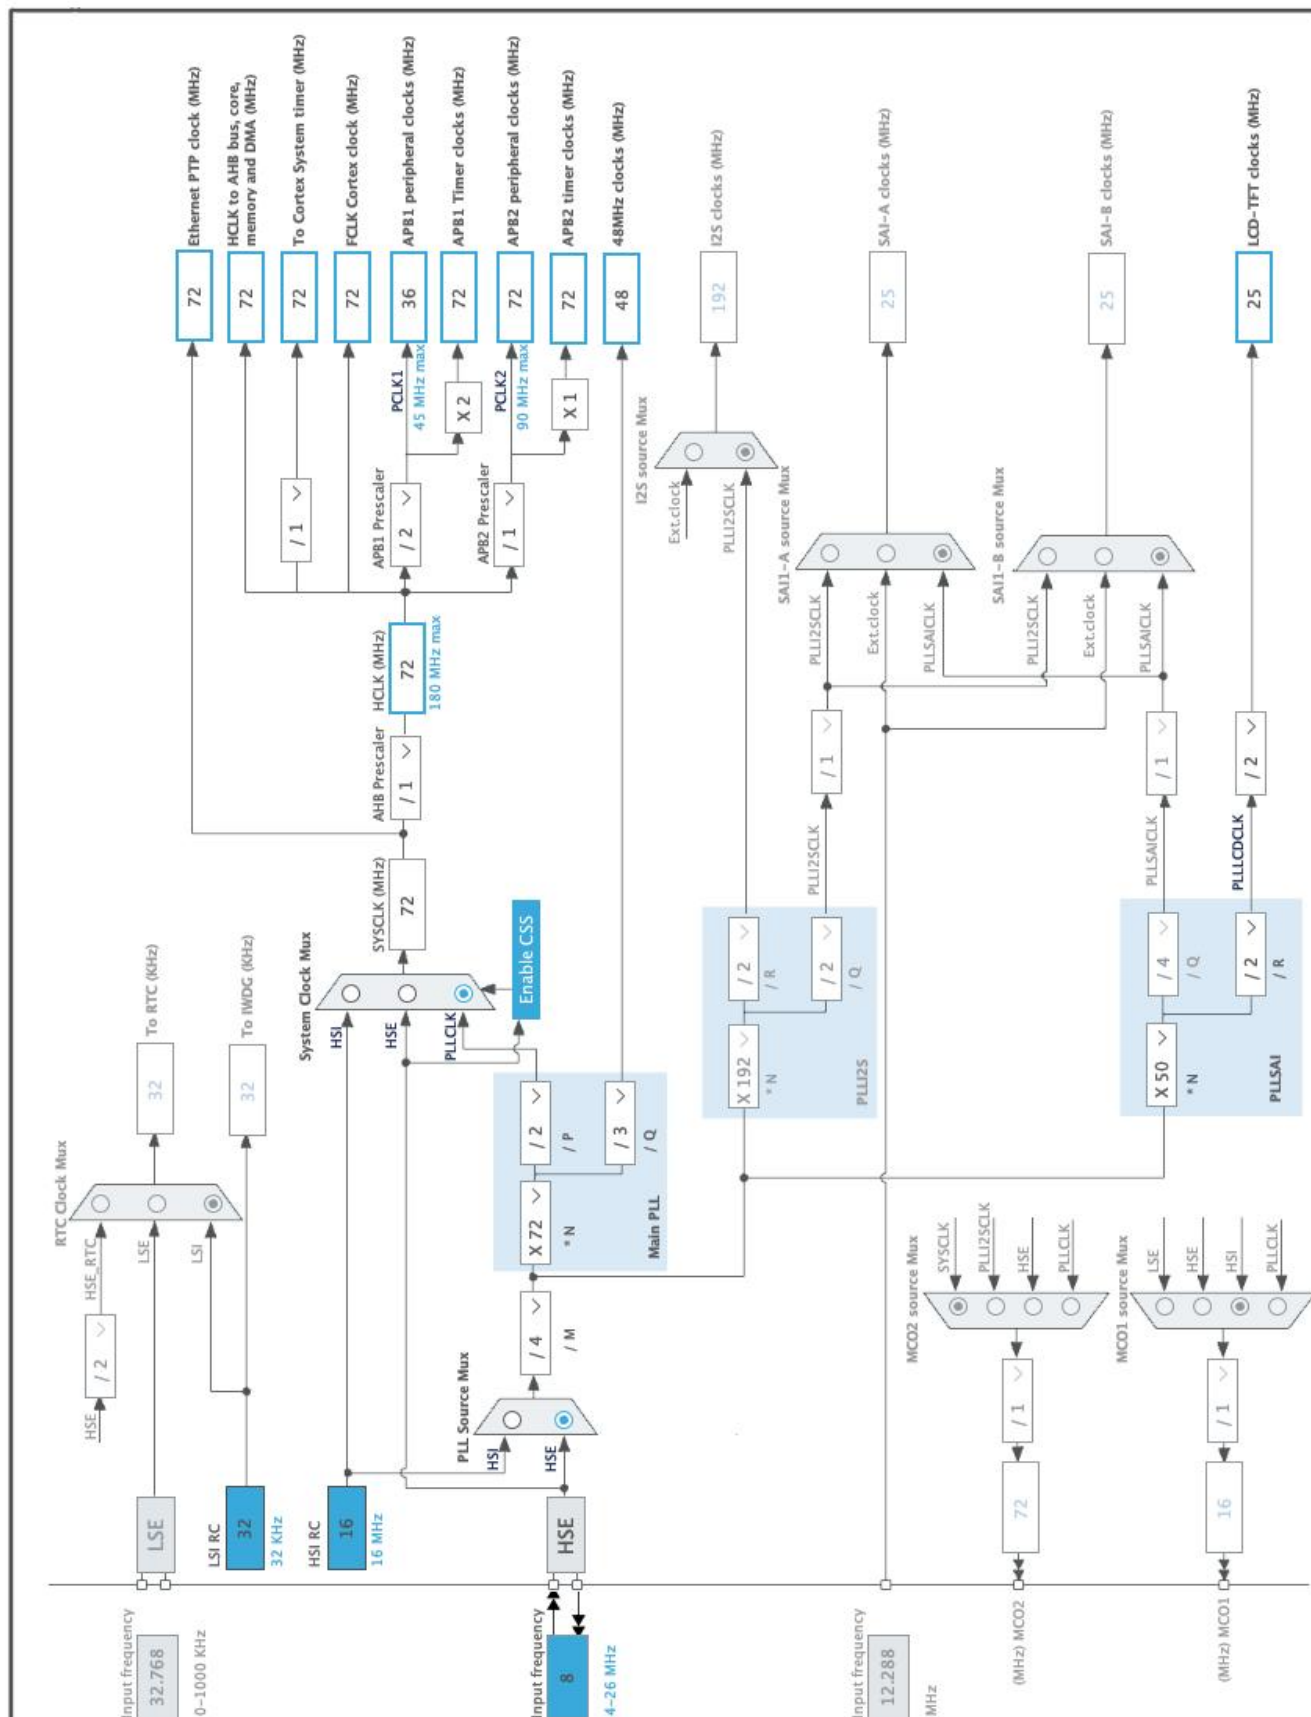 Input frequency
32.768
0-1000 KHz
LSE
HSE
/ 2
HSE_RTC
LSE
LSI
RTC Clock Mux
32
To RTC (KHz)
LSI RC
32
32 KHz
32
To IWDG (KHz)
HSI RC
16
16 MHz
Input frequency
8
4-26 MHz
HSE
PLL Source Mux
HSI
HSE
/ 4
/ M
X 72
* N
/ 2
/ P
/ 3
/ Q
Main PLL
System Clock Mux
HSI
HSE
PLLCLK
Enable CSS
SYSCLK (MHz)
72
AHB Prescaler
/ 1
HCLK (MHz)
72
180 MHz max
/ 1
APB1 Prescaler
/ 2
PCLK1
45 MHz max
X 2
APB2 Prescaler
/ 1
PCLK2
90 MHz max
X 1
72
Ethernet PTP clock (MHz)
72
HCLK to AHB bus, core,
memory and DMA (MHz)
72
To Cortex System timer (MHz)
72
FCLK Cortex clock (MHz)
36
APB1 peripheral clocks (MHz)
72
APB1 Timer clocks (MHz)
72
APB2 peripheral clocks (MHz)
72
APB2 timer clocks (MHz)
48
48MHz clocks (MHz)
X 192
* N
/ 2
/ R
/ 2
/ Q
PLLI2S
PLLI2SCLK
/ 1
I2S source Mux
Ext.clock
PLLI2SCLK
192
I2S clocks (MHz)
Input frequency
12.288
MHz
SAI1-A source Mux
PLLI2SCLK
Ext.clock
PLLSAICLK
25
SAI-A clocks (MHz)
SAI1-B source Mux
PLLI2SCLK
Ext.clock
PLLSAICLK
25
SAI-B clocks (MHz)
X 50
* N
/ 4
/ Q
/ 2
/ R
PLLSAI
PLLSAICLK
/ 1
PLLLCDCLK
/ 2
25
LCD-TFT clocks (MHz)
MCO2 source Mux
SYSCLK
PLLI2SCLK
HSE
PLLCLK
/ 1
72
(MHz) MCO2
MCO1 source Mux
LSE
HSE
HSI
PLLCLK
/ 1
16
(MHz) MCO1